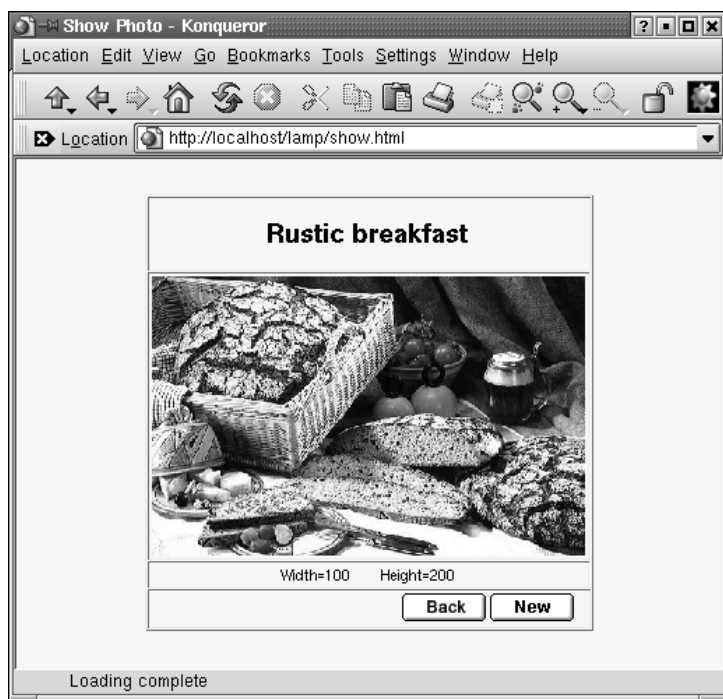 Show Photo - Konqueror
Location Edit View Go Bookmarks Tools Settings Window Help
Location http://localhost/lamp/show.html
Rustic breakfast
Width=100 Height=200
Back New
Loading complete